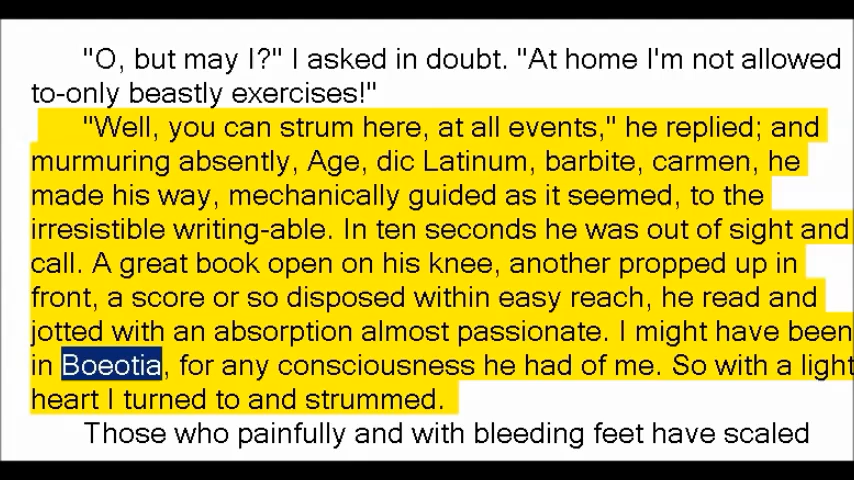 "O, but may I?" I asked in doubt. "At home I'm not allowed
to-only beastly exercises!"
"Well, you can strum here, at all events," he replied; and
murmuring absently, Age, dic Latinum, barbite, carmen, he
made his way, mechanically guided as it seemed, to the
irresistible writing-able. In ten seconds he was out of sight and
call. A great book open on his knee, another propped up in
front, a score or so disposed within easy reach, he read and
jotted with an absorption almost passionate. I might have been
in Boeotia, for any consciousness he had of me. So with a light
heart I turned to and strummed.
Those who painfully and with bleeding feet have scaled